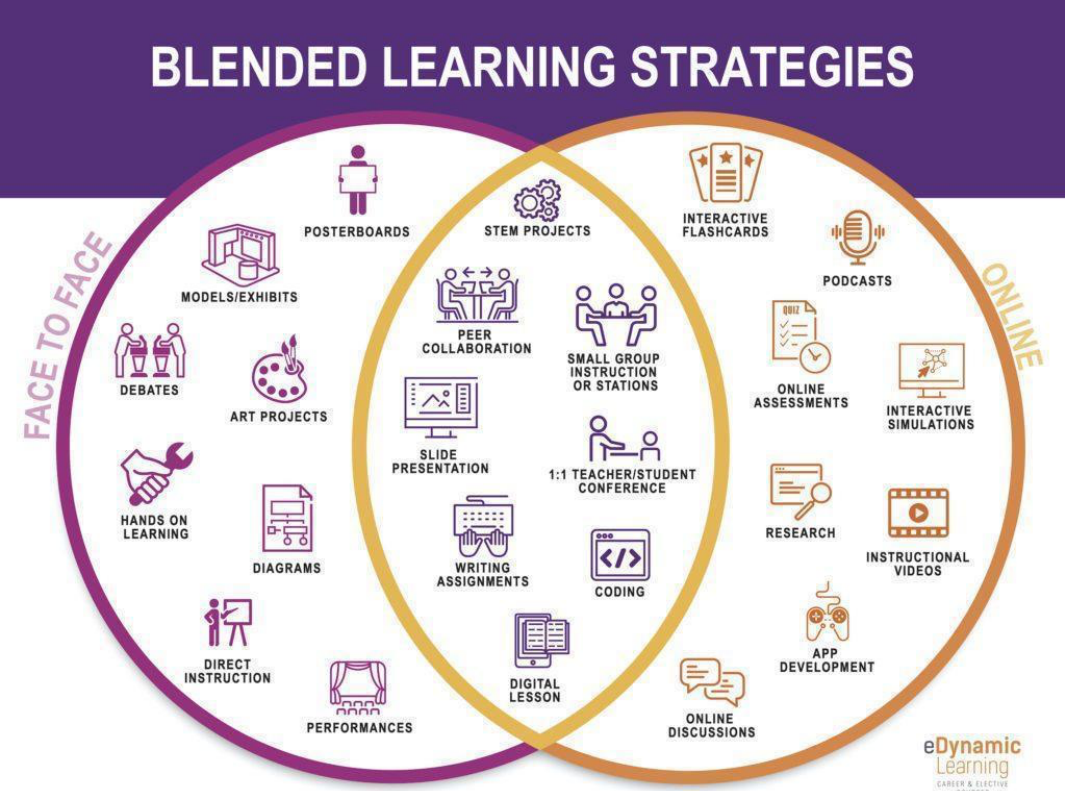 BLENDED LEARNING STRATEGIES
FACE TO FACE
POSTERBOARDS
MODELS/EXHIBITS
DEBATES
ART PROJECTS
HANDS ON
LEARNING
DIAGRAMS
DIRECT
INSTRUCTION
PERFORMANCES
STEM PROJECTS
PEER
COLLABORATION
SMALL GROUP
INSTRUCTION
OR STATIONS
SLIDE
PRESENTATION
1:1 TEACHER/STUDENT
CONFERENCE
WRITING
ASSIGNMENTS
CODING
DIGITAL
LESSON
ONLINE
INTERACTIVE
FLASHCARDS
PODCASTS
QUIZ
ONLINE
ASSESSMENTS
INTERACTIVE
SIMULATIONS
RESEARCH
INSTRUCTIONAL
VIDEOS
APP
DEVELOPMENT
ONLINE
DISCUSSIONS
eDynamic
Learning
CAREER & ELECTIVE